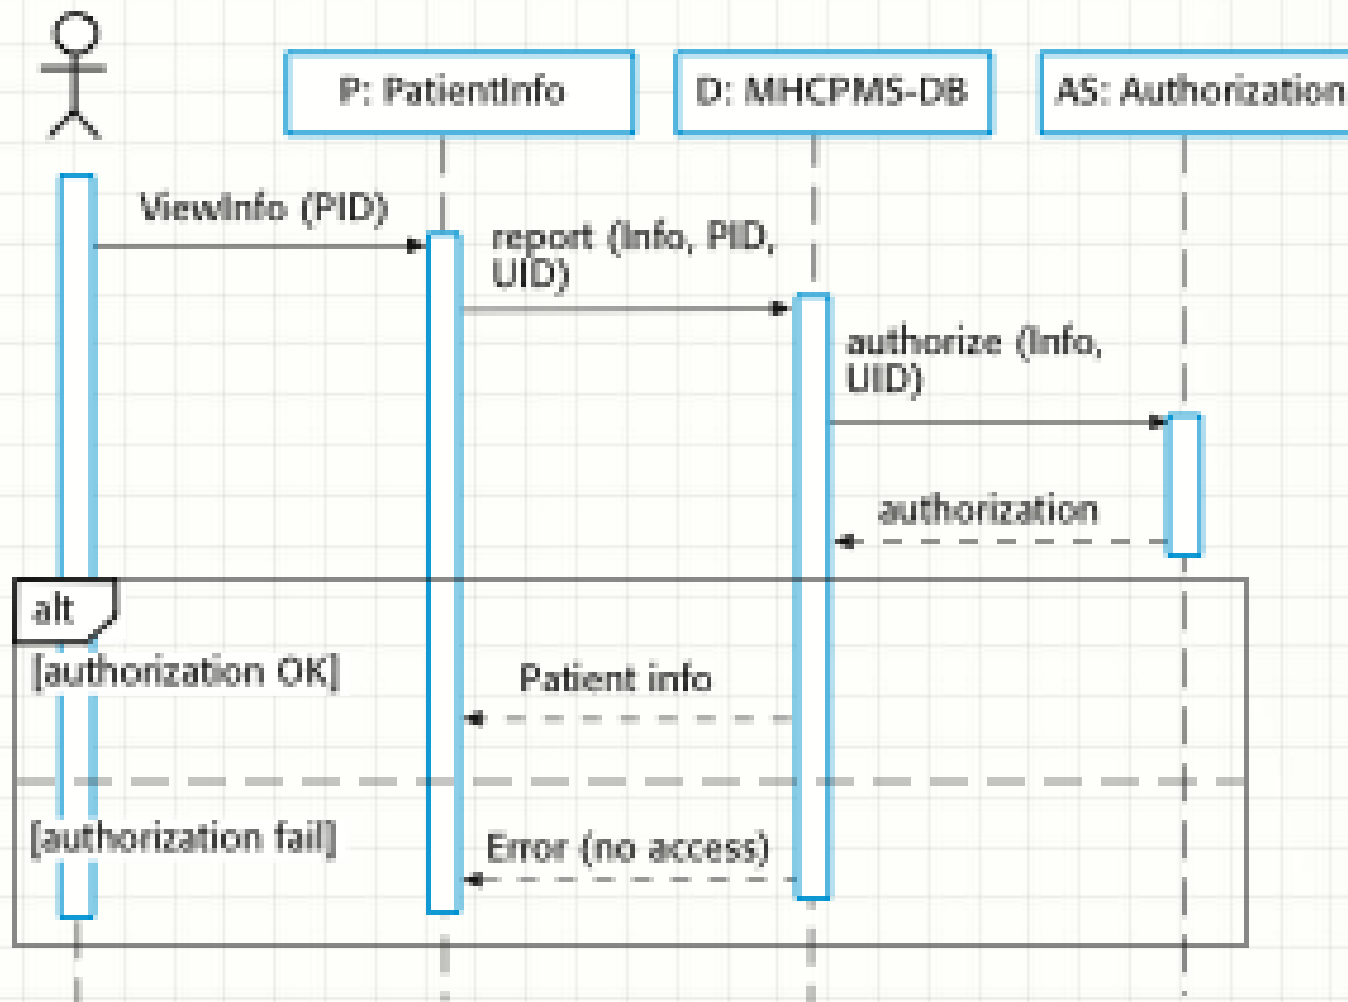 P: PatientInfo
D: MHCPMS-DB
AS: Authorization
ViewInfo (PID)
report (Info, PID,
UID)
authorize (Info,
UID)
authorization
alt
[authorization OK]
Patient info
[authorization fail]
Error (no access)